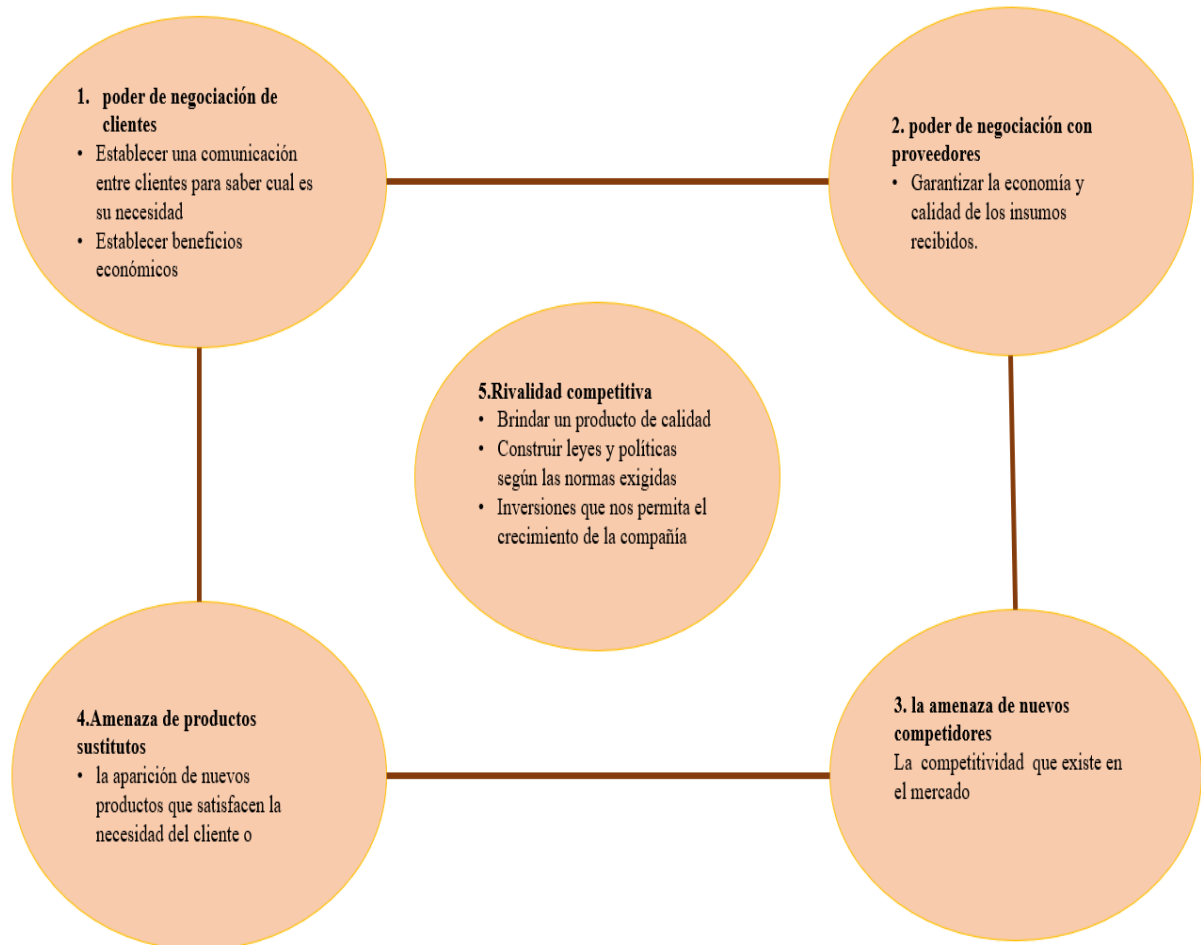 1. poder de negociación de
clientes
• Establecer una comunicación
entre clientes para saber cual es
su necesidad
• Establecer beneficios
económicos
2. poder de negociación con
proveedores
• Garantizar la economía y
calidad de los insumos
recibidos.
5.Rivalidad competitiva
• Brindar un producto de calidad
• Construir leyes y políticas
según las normas exigidas
• Inversiones que nos permita el
crecimiento de la compañía
4.Amenaza de productos
sustitutos
• la aparición de nuevos
productos que satisfacen la
necesidad del cliente o
3. la amenaza de nuevos
competidores
La competitividad que existe en
el mercado